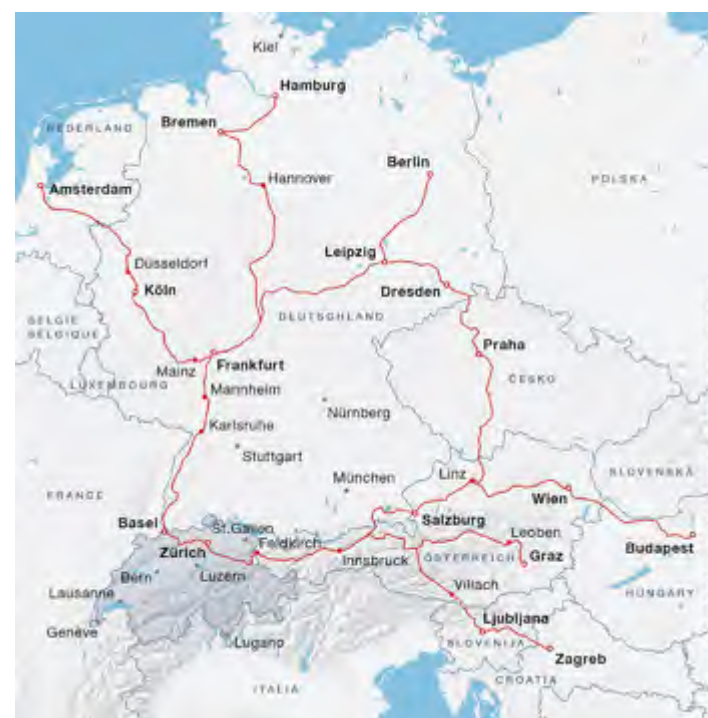 Kiel
Hamburg
NEDERLAND
Bremen
Berlin
Hannover
POLSKA
Amsterdam
Leipzig
Düsseldorf
Köln
Dresden
DEUTSCHLAND
BELGIE
BELGIQUE
Praha
Mainz
Frankfurt
LUXEMBOURG
Mannheim
ČESKO
Nürnberg
Karlsruhe
Stuttgart
München
Linz
SLOVENSKÁ
FRANCE
Wien
Basel
St.Gallen
Salzburg
Leoben
Zürich
Feldkirch
Budapest
Innsbruck
ÖSTERREICH
Graz
Bern
Luzern
Villach
HUNGARY
Lausanne
Ljubljana
Genève
Lugano
SLOVENIJA
Zagreb
CROATIA
ITALIA